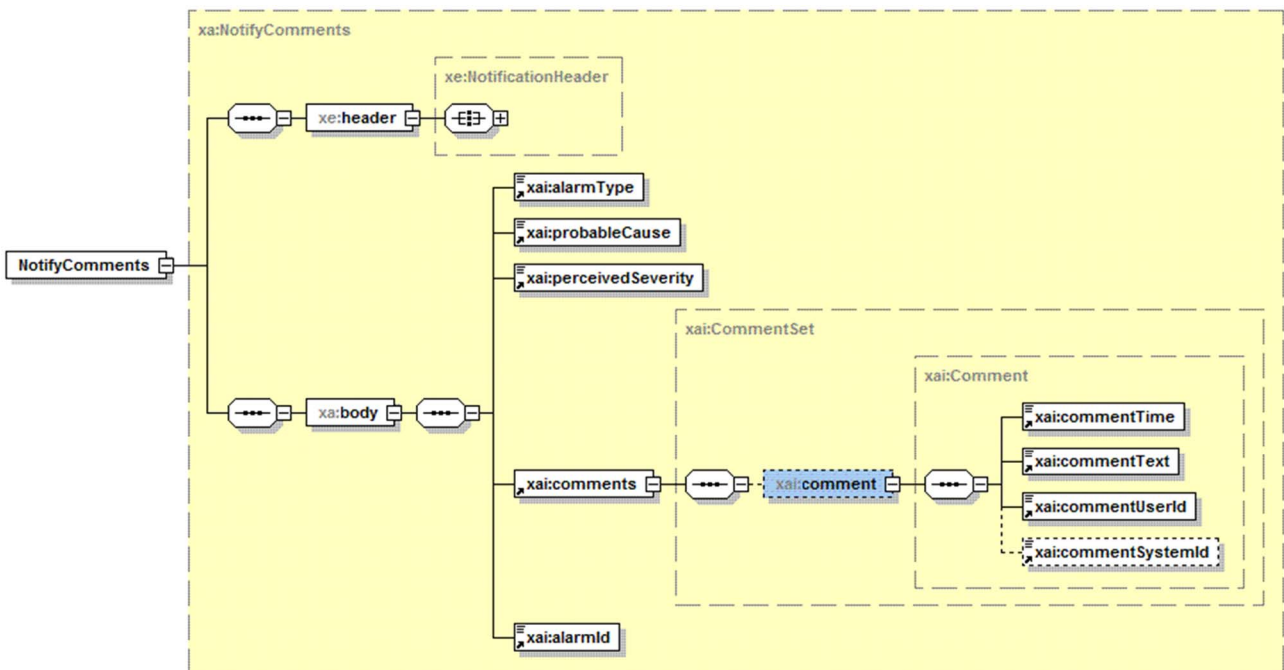 xa:NotifyComments
xe:NotificationHeader
xe:header
xai:alarmType
xai:probableCause
NotifyComments
xai:perceivedSeverity
xai:CommentSet
xai:Comment
xa:body
xai:commentTime
xai:commentText
xai:comments
xai:comment
xai:commentUserId
xai:commentSystemId
xai:alarmId